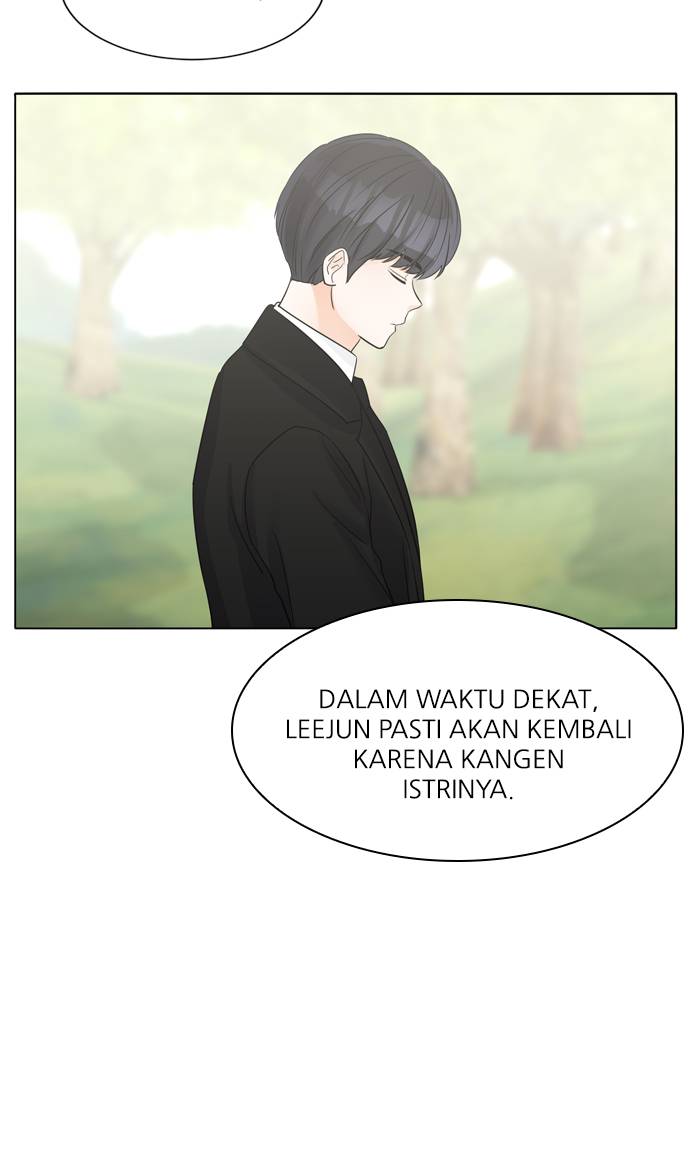 DALAM WAKTU DEKAT,
LEEJUN PASTI AKAN KEMBALI
KARENA KANGEN
ISTRINYA.